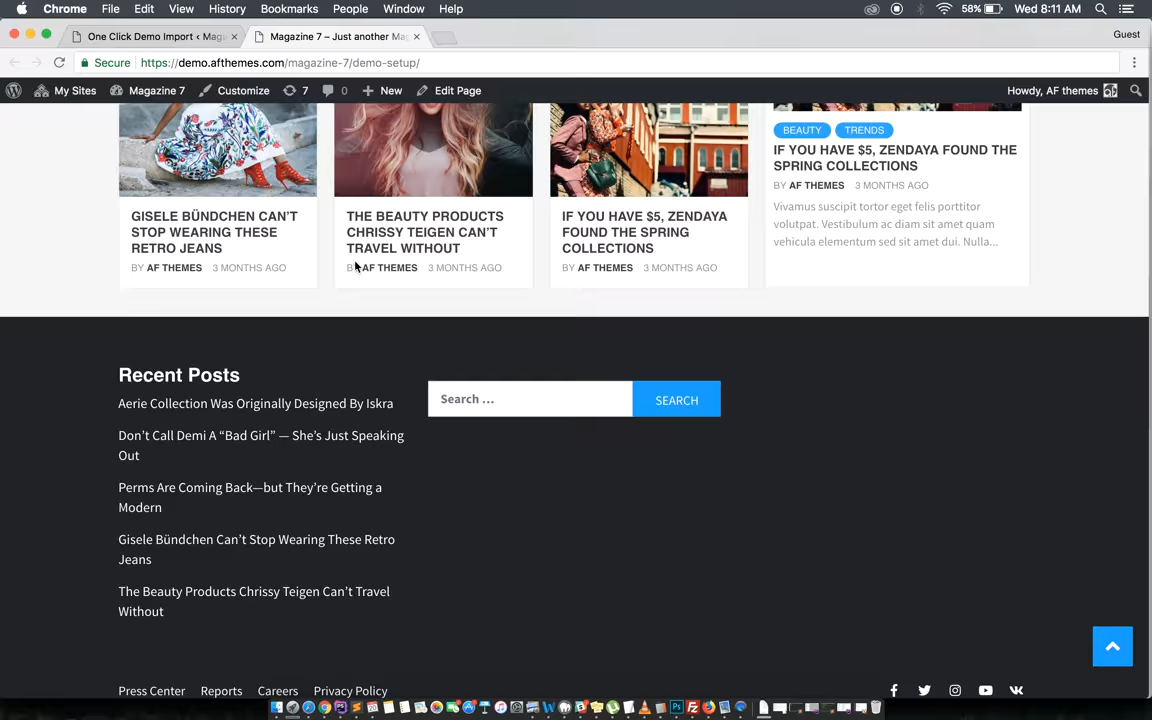 Chrome File Edit View History Bookmarks People Window Help 58% Wed 8:11 AM
One Click Demo Import ‹ Mag Magazine 7 – Just another Ma Guest
Secure https://demo.afthemes.com/magazine-7/demo-setup/
My Sites Magazine 7 Customize 7 0 New Edit Page Howdy, AF themes
BEAUTY TRENDS
IF YOU HAVE $5, ZENDAYA FOUND THE
SPRING COLLECTIONS
BY AF THEMES 3 MONTHS AGO
Vivamus suscipit tortor eget felis porttitor
volutpat. Vestibulum ac diam sit amet quam
vehicula elementum sed sit amet dui. Nulla...
GISELE BÜNDCHEN CAN'T
STOP WEARING THESE
RETRO JEANS
BY AF THEMES 3 MONTHS AGO
THE BEAUTY PRODUCTS
CHRISSY TEIGEN CAN'T
TRAVEL WITHOUT
BY AF THEMES 3 MONTHS AGO
IF YOU HAVE $5, ZENDAYA
FOUND THE SPRING
COLLECTIONS
BY AF THEMES 3 MONTHS AGO
Recent Posts
Aerie Collection Was Originally Designed By Iskra
Don't Call Demi A “Bad Girl” — She's Just Speaking
Out
Perms Are Coming Back—but They're Getting a
Modern
Gisele Bündchen Can't Stop Wearing These Retro
Jeans
The Beauty Products Chrissy Teigen Can't Travel
Without
Search ... SEARCH
Press Center Reports Careers Privacy Policy